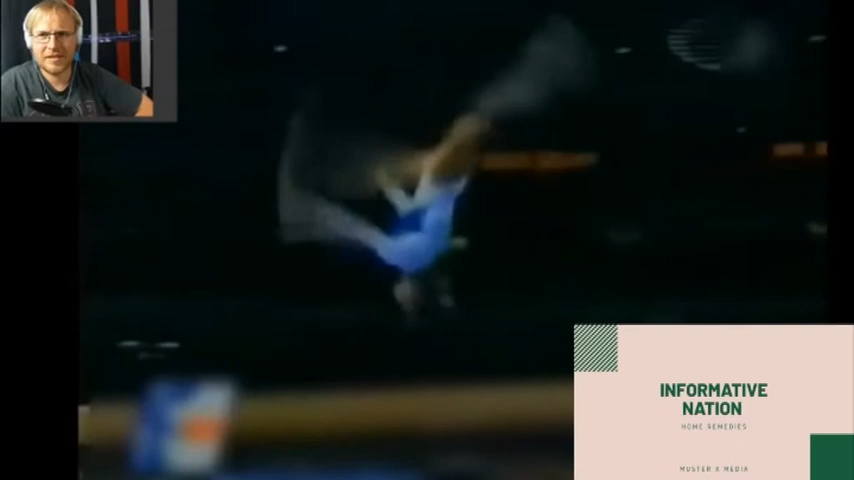 INFORMATIVE
NATION
HOME REMEDIES
MUSTER X MEDIA